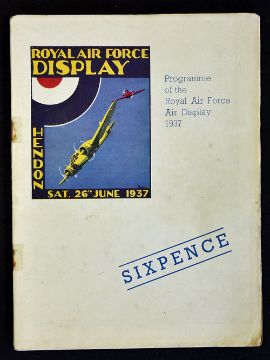 ROYAL AIR FORCE
DISPLAY
HENDON
SAT. 26TH JUNE 1937
Programme
of the
Royal Air Force
Air Display
1937
SIXPENCE